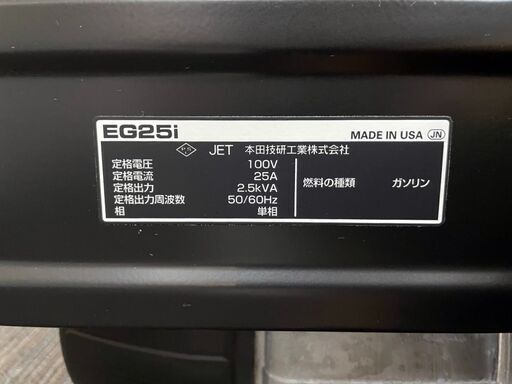 EG25i
MADE IN USA JN
PS E JET 本田技研工業株式会社
定格電圧 100V
定格電流 25A
定格出力 2.5kVA
定格出力周波数 50/60Hz
相 単相
燃料の種類 ガソリン